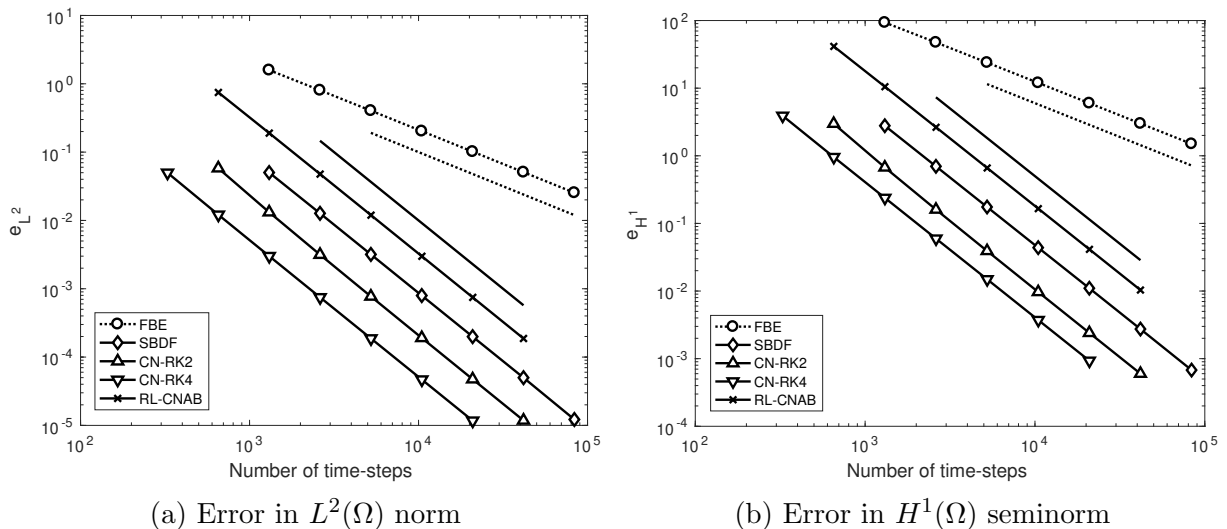 10^1
10^0
10^-1
10^-2
10^-3
10^-4
10^-5
e_L^2
FBE
SBDF
CN-RK2
CN-RK4
RL-CNAB
10^2 10^3 10^4 10^5
Number of time-steps
(a) Error in L^2(Ω) norm
10^2
10^1
10^0
10^-1
10^-2
10^-3
10^-4
e_H^1
FBE
SBDF
CN-RK2
CN-RK4
RL-CNAB
10^2 10^3 10^4 10^5
Number of time-steps
(b) Error in H^1(Ω) seminorm